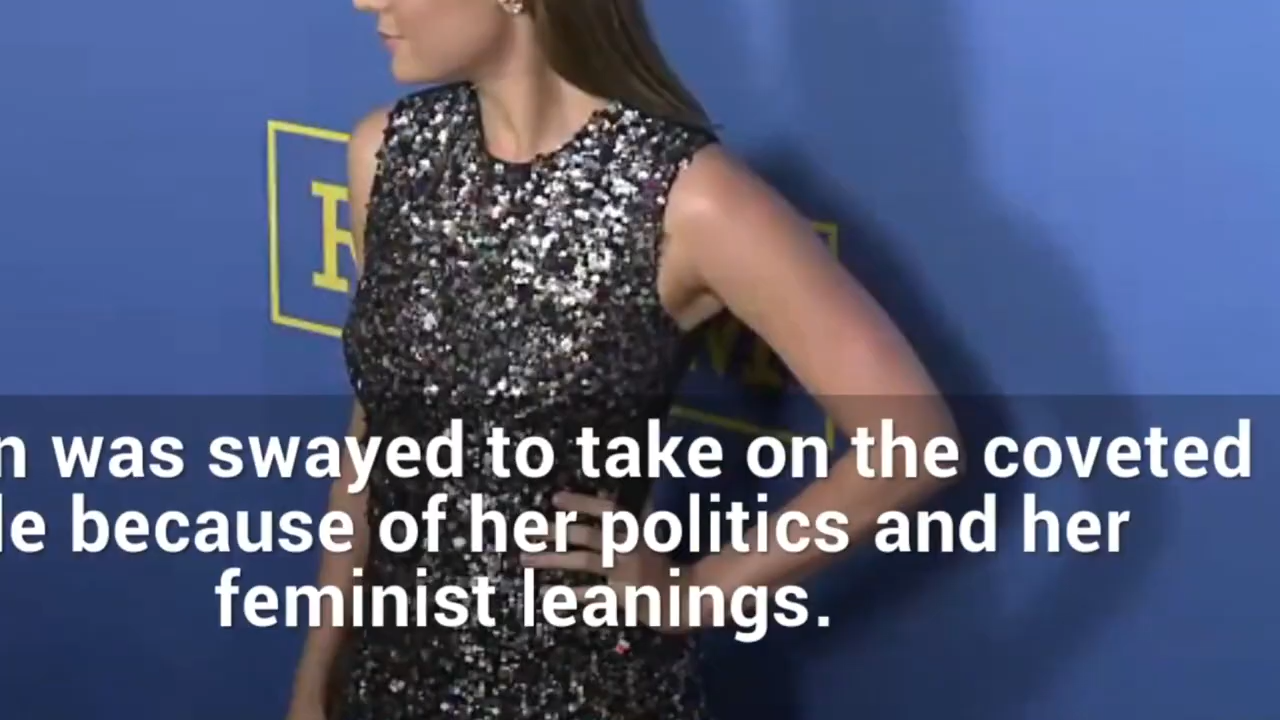 n was swayed to take on the coveted
le because of her politics and her
feminist leanings.